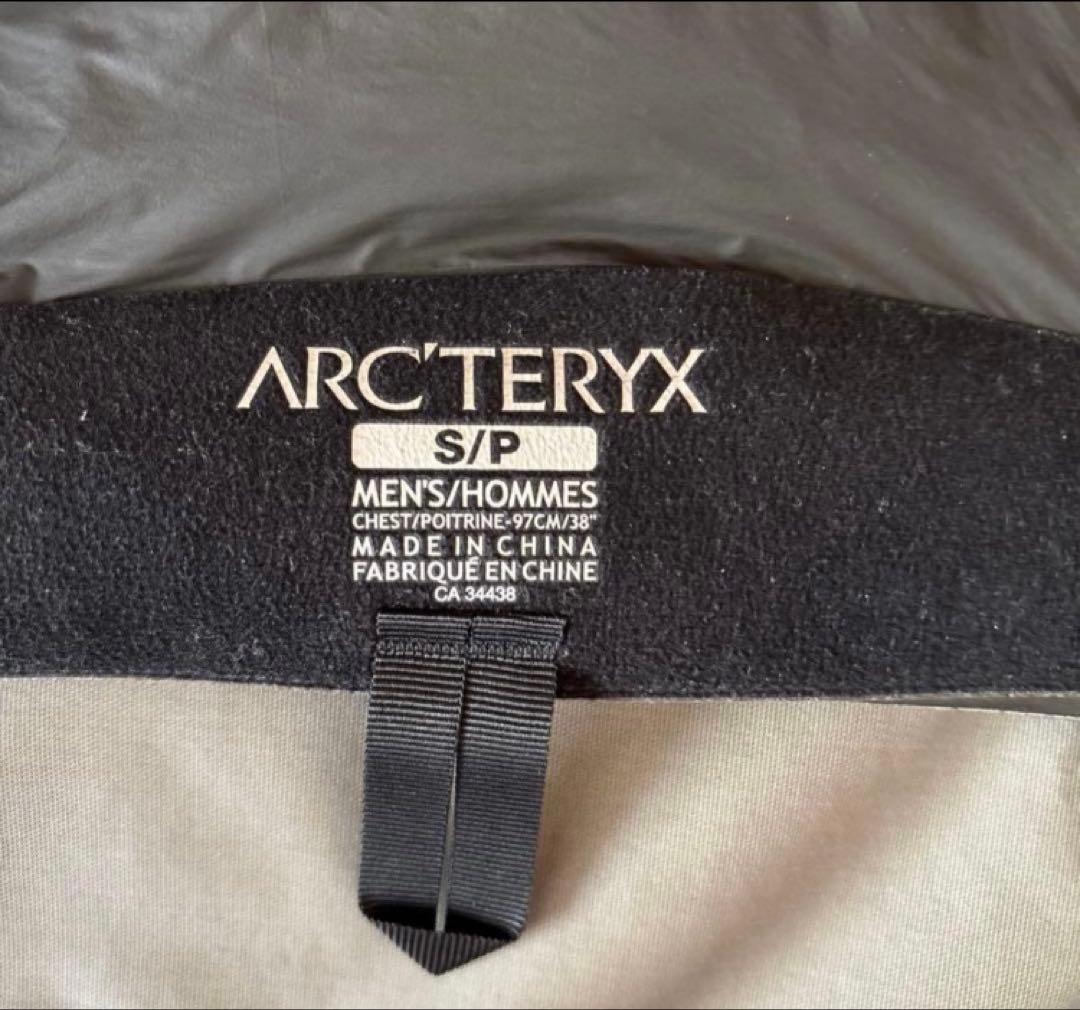 ARC'TERYX
S/P
MEN'S/HOMMES
CHEST/POITRINE-97CM/38"
MADE IN CHINA
FABRIQUÉ EN CHINE
CA 34438